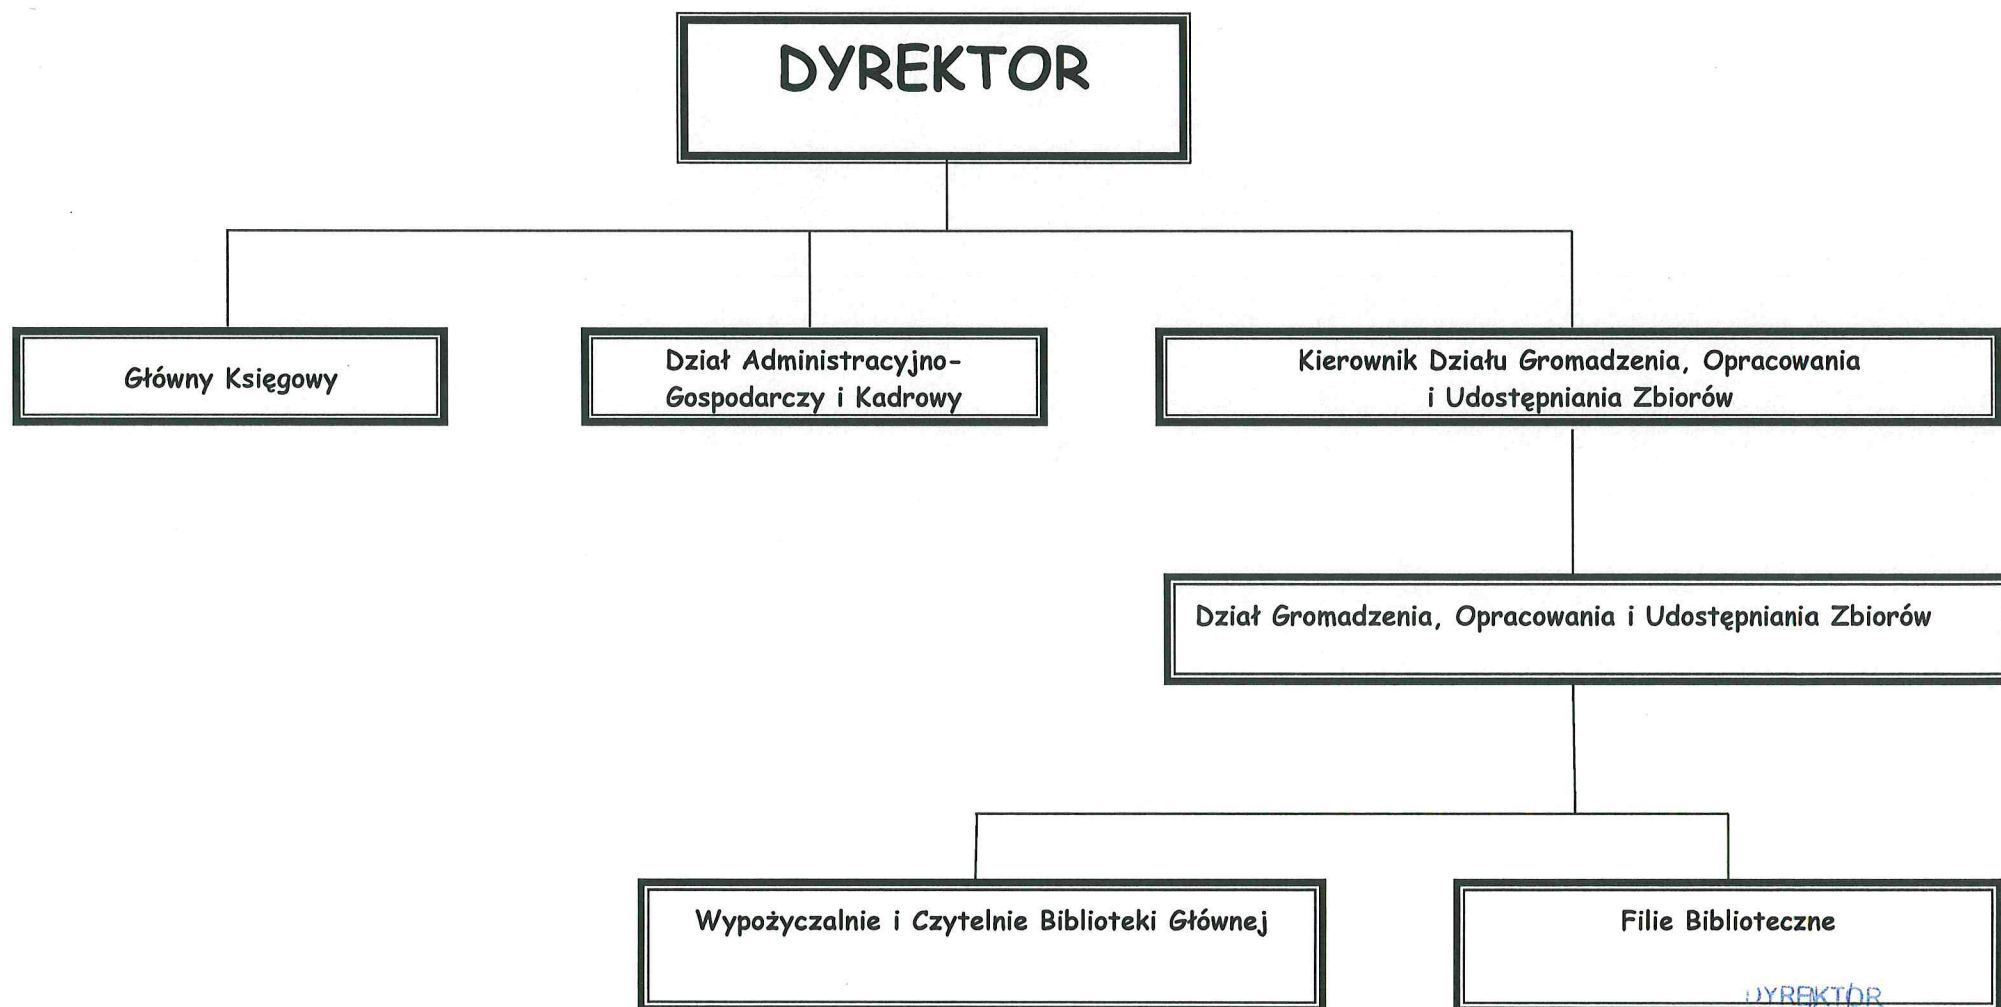 DYREKTOR
Główny Księgowy
Dział Administracyjno-
Gospodarczy i Kadrowy
Kierownik Działu Gromadzenia, Opracowania
i Udostępniania Zbiorów
Dział Gromadzenia, Opracowania i Udostępniania Zbiorów
Wypożyczalnie i Czytelnie Biblioteki Głównej
Filie Biblioteczne
DYREKTOR